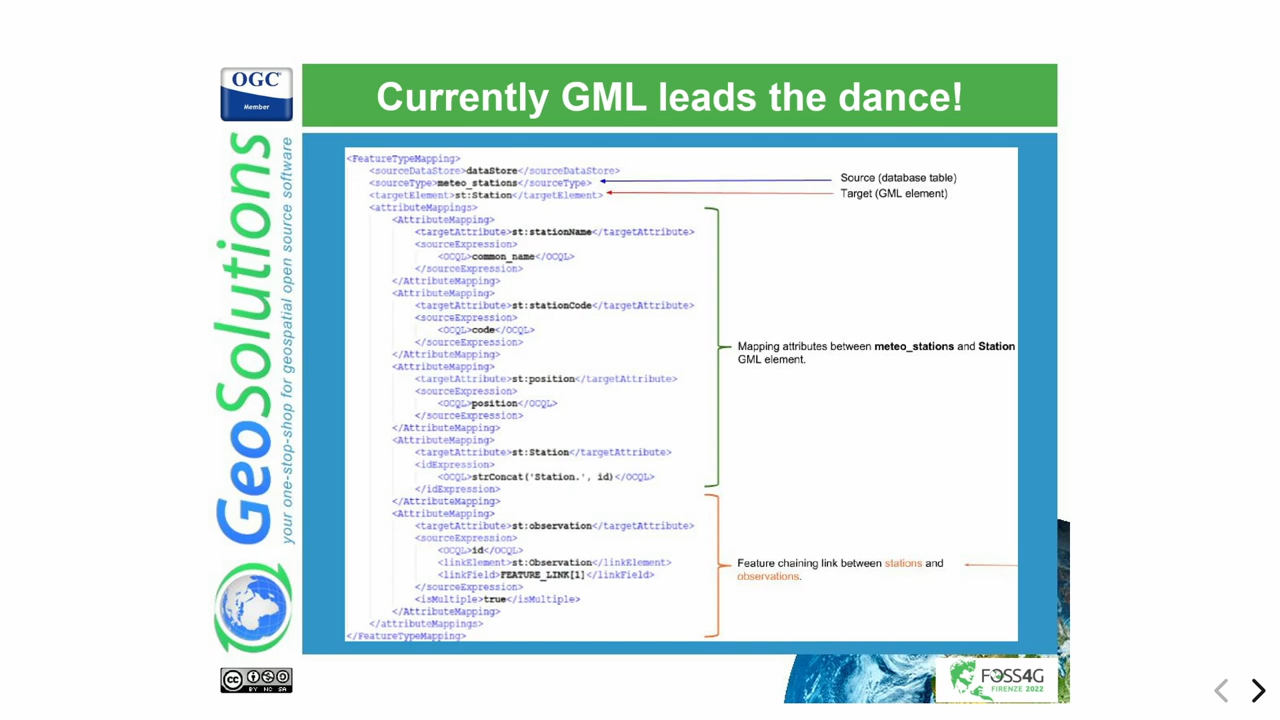 OGC®
Member
Currently GML leads the dance!
GeoSolutions
your one-stop-shop for geospatial open source software
<FeatureTypeMapping>
<sourceDataStore>dataStore</sourceDataStore>
<sourceType>meteo_stations</sourceType>
<targetElement>st:Station</targetElement>
<attributeMappings>
<AttributeMapping>
<targetAttribute>st:stationName</targetAttribute>
<sourceExpression>
<OCQL>common_name</OCQL>
</sourceExpression>
</AttributeMapping>
<AttributeMapping>
<targetAttribute>st:stationCode</targetAttribute>
<sourceExpression>
<OCQL>code</OCQL>
</sourceExpression>
</AttributeMapping>
<AttributeMapping>
<targetAttribute>st:position</targetAttribute>
<sourceExpression>
<OCQL>position</OCQL>
</sourceExpression>
</AttributeMapping>
<AttributeMapping>
<targetAttribute>st:Station</targetAttribute>
<idExpression>
<OCQL>strConcat('Station.', id)</OCQL>
</idExpression>
</AttributeMapping>
<AttributeMapping>
<targetAttribute>st:observation</targetAttribute>
<sourceExpression>
<OCQL>id</OCQL>
<linkElement>st:Observation</linkElement>
<linkField>FEATURE_LINK[1]</linkField>
</sourceExpression>
<isMultiple>true</isMultiple>
</AttributeMapping>
</attributeMappings>
</FeatureTypeMapping>
Source (database table)
Target (GML element)
Mapping attributes between meteo_stations and Station
GML element.
Feature chaining link between stations and
observations.
CC
BY NC SA
FOSS4G
FIRENZE 2022